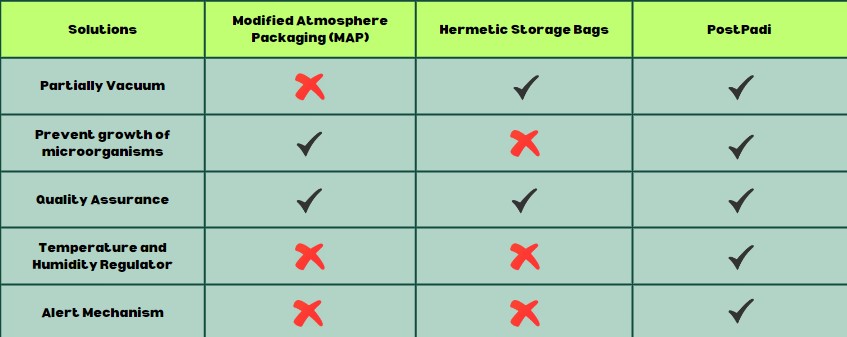 Solutions
Modified Atmosphere
Packaging (MAP)
Hermetic Storage Bags
PostPadi
Partially Vacuum
Prevent growth of
microorganisms
Quality Assurance
Temperature and
Humidity Regulator
Alert Mechanism